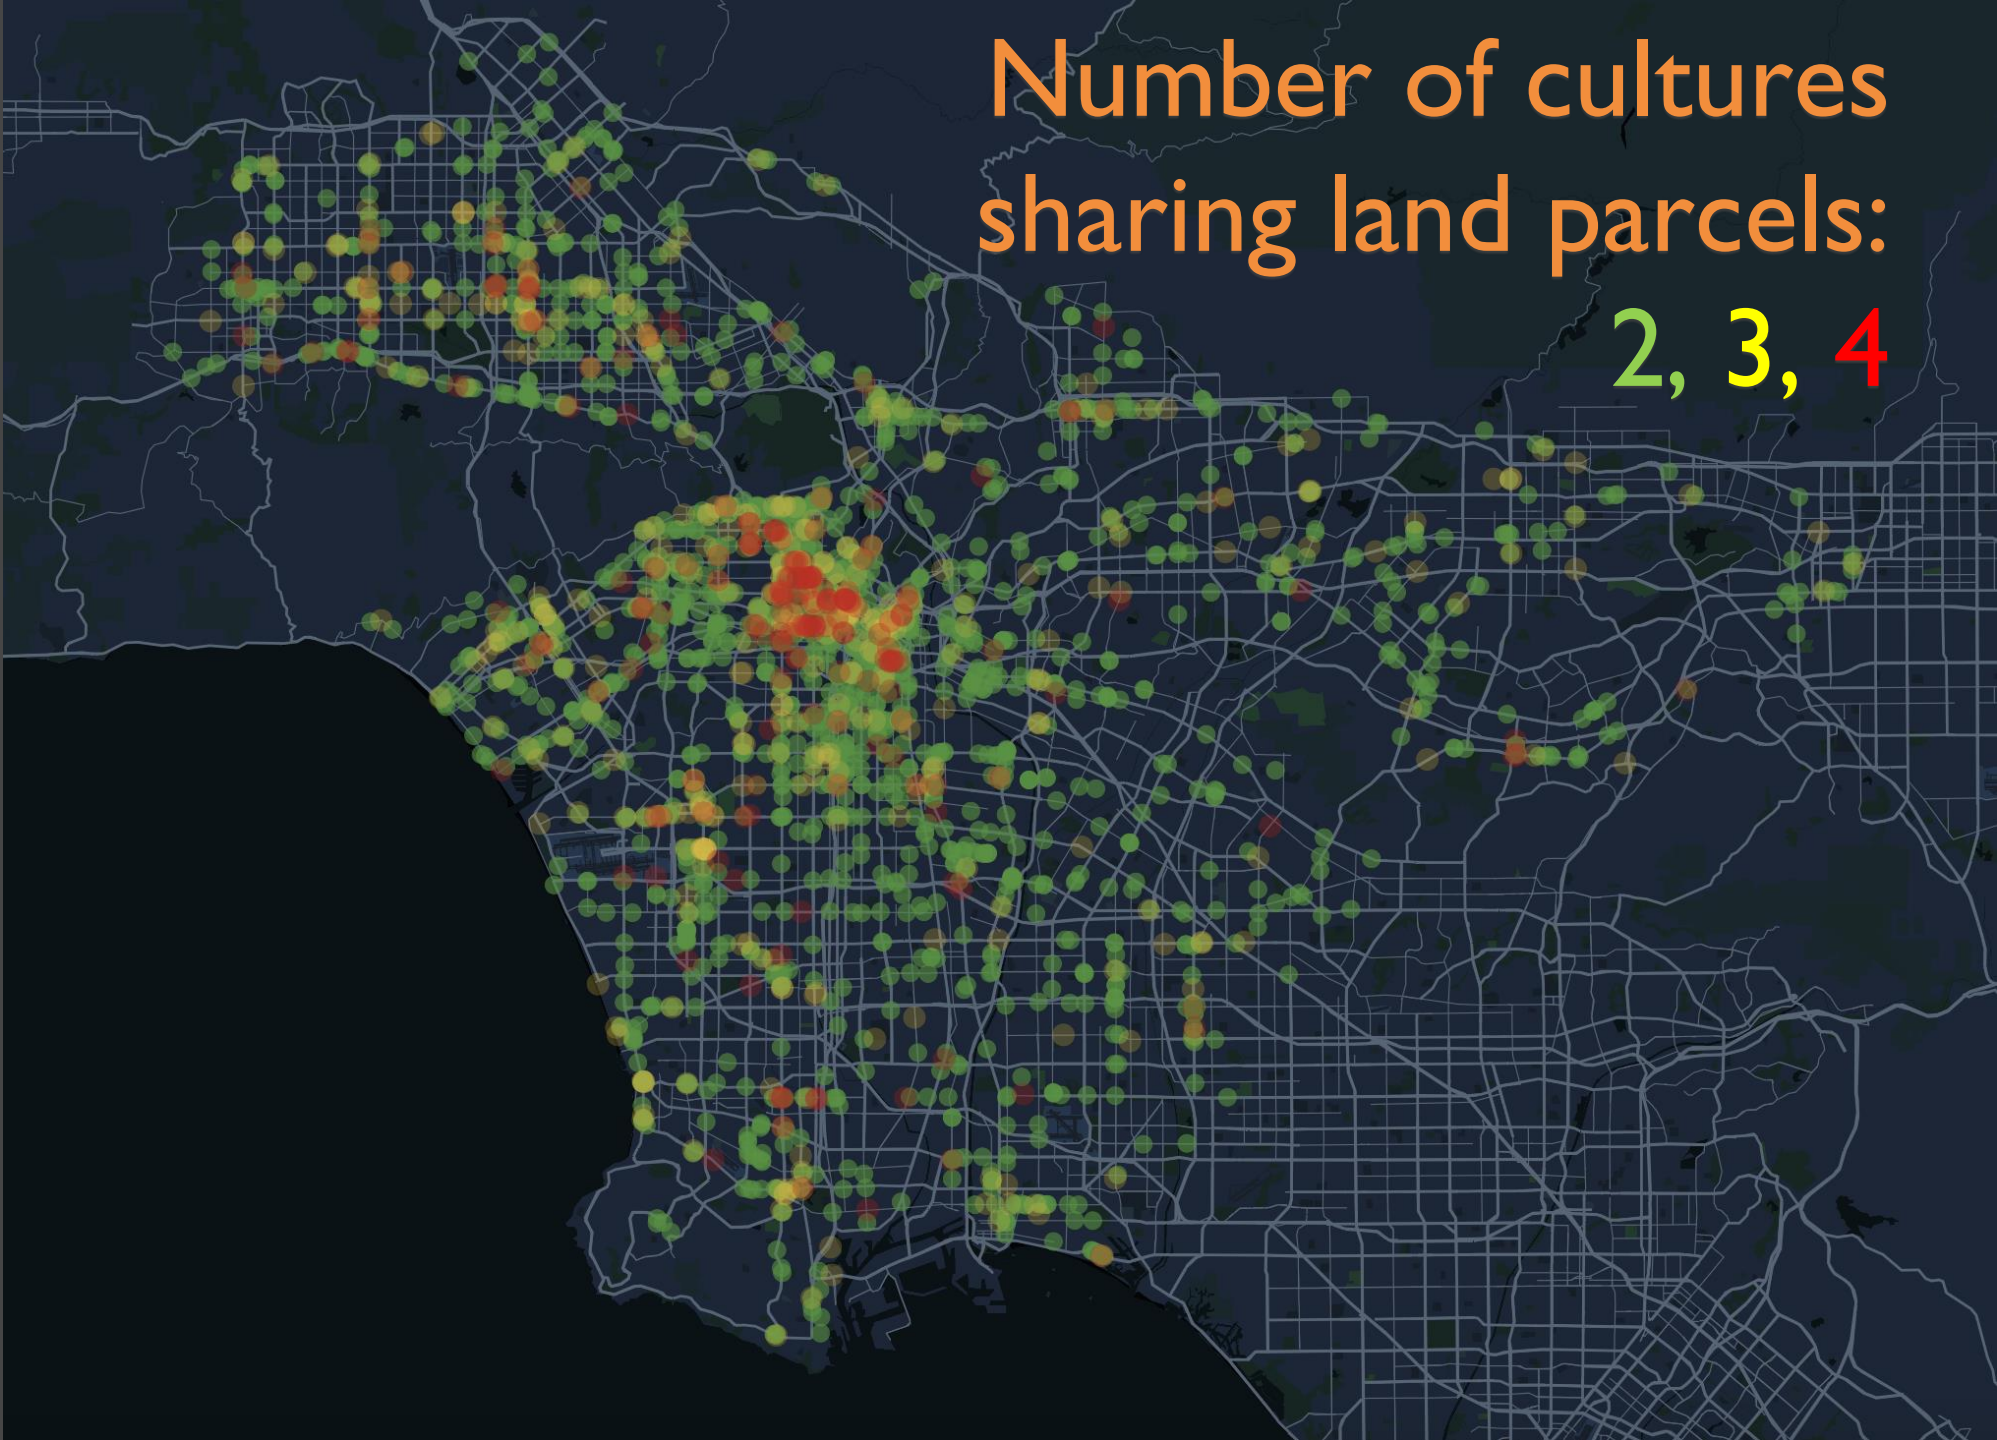 Number of cultures
sharing land parcels:
2, 3, 4